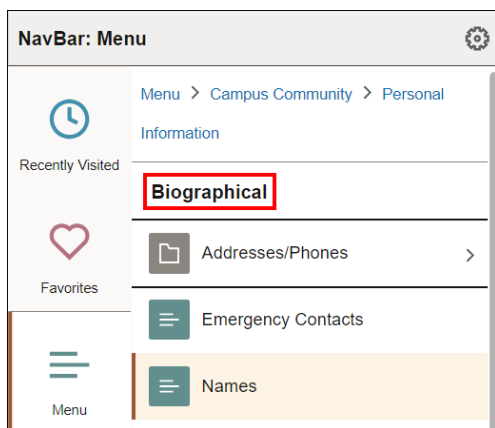 NavBar: Menu
Menu > Campus Community > Personal
Information
Recently Visited
Biographical
Addresses/Phones >
Favorites
Emergency Contacts
Names
Menu